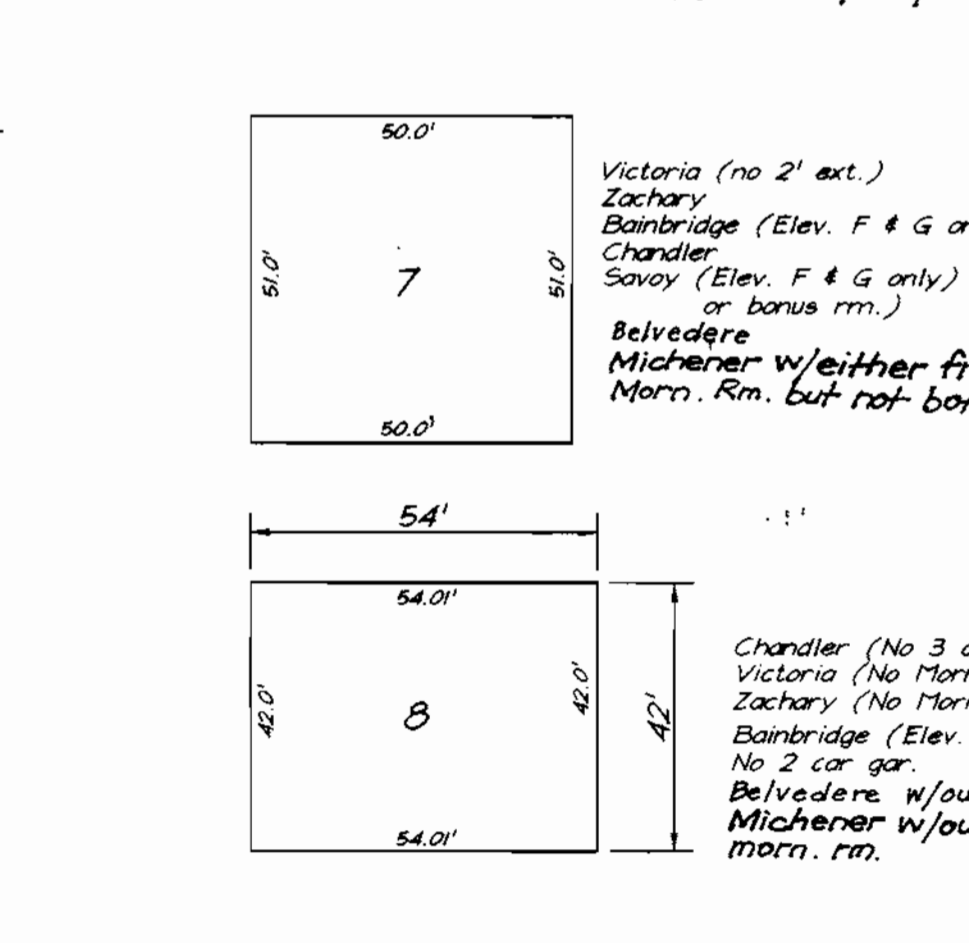 50.0'
51.0'
7
51.0'
50.0'
Victoria (no 2' ext.)
Zachary
Bainbridge (Elev. F & G
Chandler
Savoy (Elev. F & G only)
or bonus rm.)
Belvedere
Michener w/either
Morn. Rm. but not
54'
54.01'
42.0'
8
42.0'
54.01'
42'
Chandler (No 3
Victoria (No
Zachary (No
Bainbridge (Elev.
No 2 car gar.
Belvedere
Michener
morn. rm.